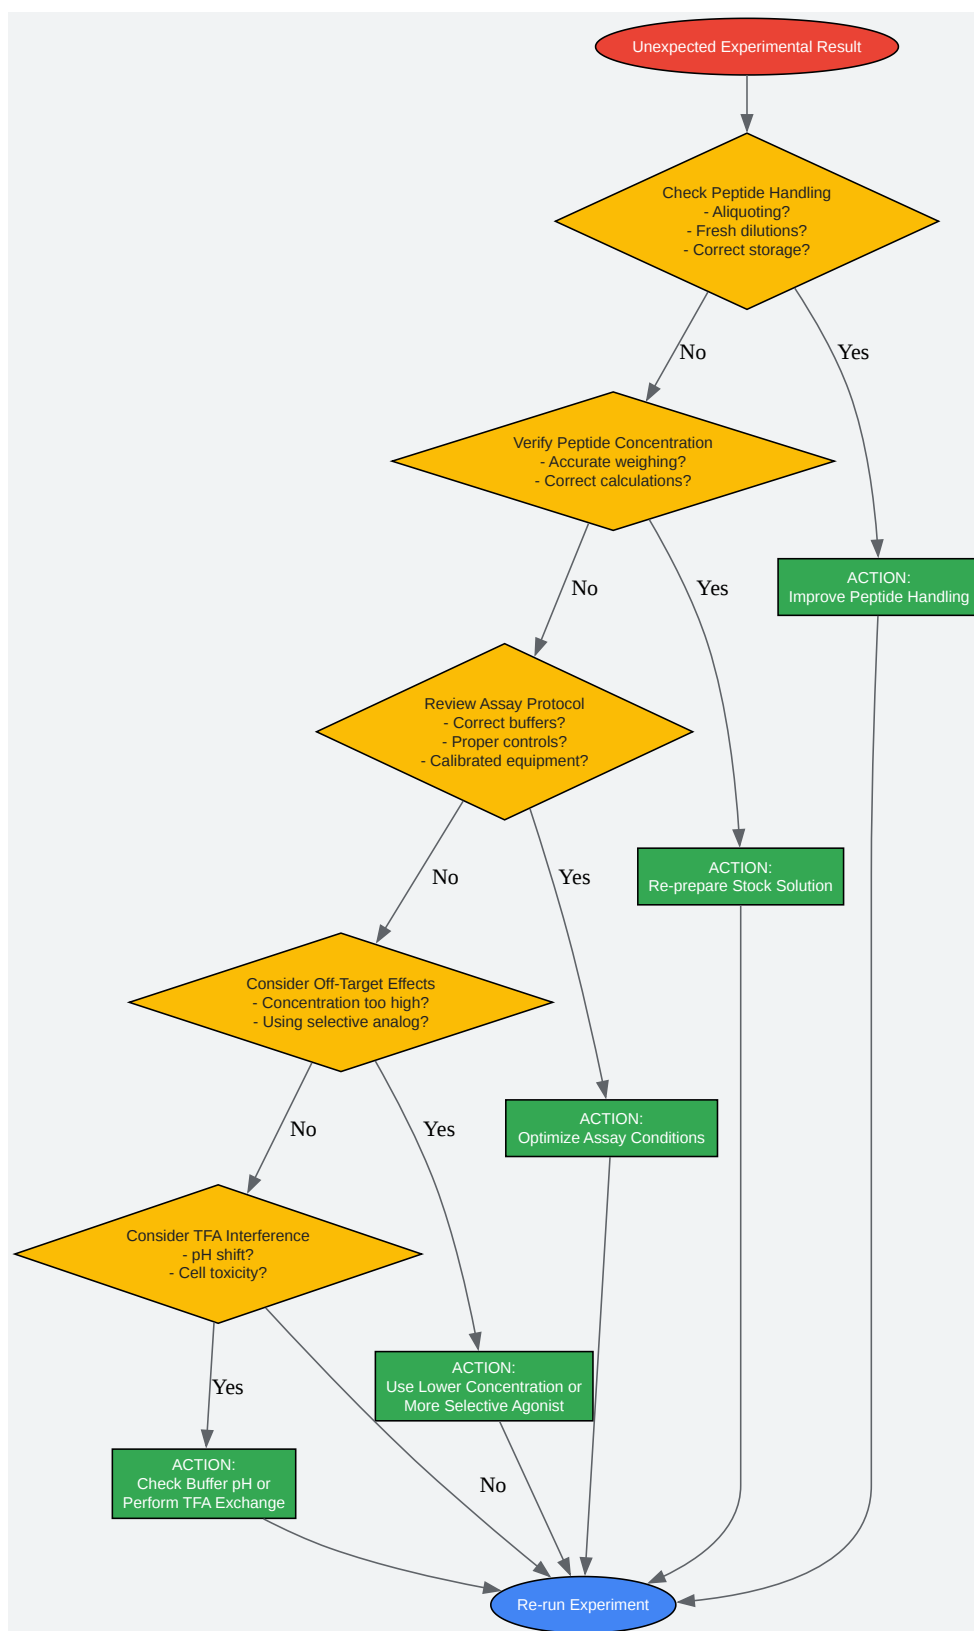 Unexpected Experimental Result
Check Peptide Handling
- Aliquoting?
- Fresh dilutions?
- Correct storage?
No
Yes
Verify Peptide Concentration
- Accurate weighing?
- Correct calculations?
No
Yes
ACTION:
Improve Peptide Handling
Review Assay Protocol
- Correct buffers?
- Proper controls?
- Calibrated equipment?
No
Yes
ACTION:
Re-prepare Stock Solution
Consider Off-Target Effects
- Concentration too high?
- Using selective analog?
No
Yes
ACTION:
Optimize Assay Conditions
Consider TFA Interference
- pH shift?
- Cell toxicity?
Yes
ACTION:
Use Lower Concentration or
More Selective Agonist
No
ACTION:
Check Buffer pH or
Perform TFA Exchange
Re-run Experiment